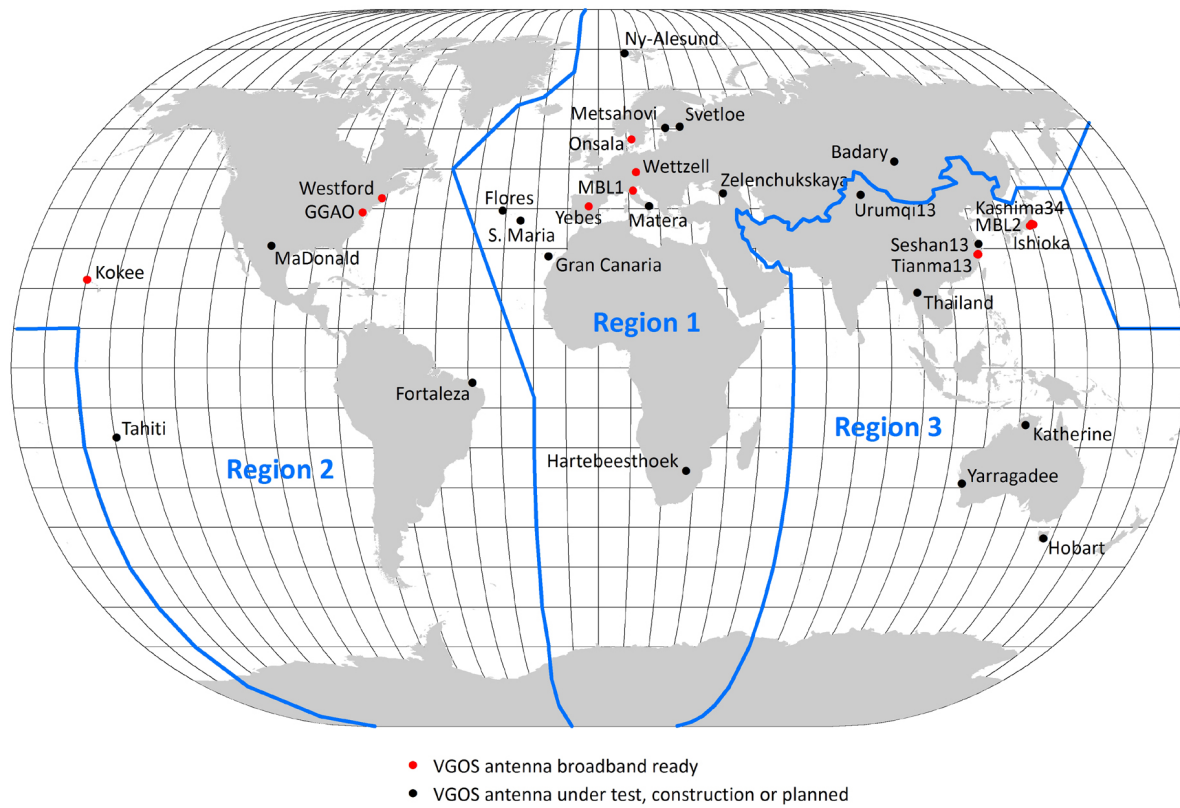 Ny-Alesund
Metsahovi
Svetloe
Onsala
Badary
Wettzell
Westford
MBL1
Zelenchukskaya
GGAO
Flores
Yebes
Matera
Urumqi13
Kashima34
MBL2
S. Maria
Ishioka
MaDonald
Seshan13
Gran Canaria
Tianma13
Kokee
Thailand
Region 1
Fortaleza
Tahiti
Region 3
Katherine
Region 2
Hartebeesthoek
Yarragadee
Hobart
VGOS antenna broadband ready
VGOS antenna under test, construction or planned